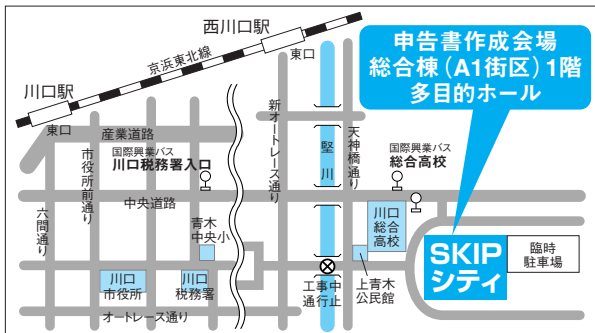 西川口駅
東口
京浜東北線
川口駅
東口
申告書作成会場
総合棟(A1街区)1階
多目的ホール
産業道路
国際興業バス
川口税務署入口
市役所前通り
六間通り
中央道路
新オートレース通り
竪川
天神橋通り
国際興業バス
総合高校
青木
中央小
川口
総合
高校
川口
市役所
川口
税務署
工事中
通行止
上青木
公民館
SKIP
シティ
臨時
駐車場
オートレース通り